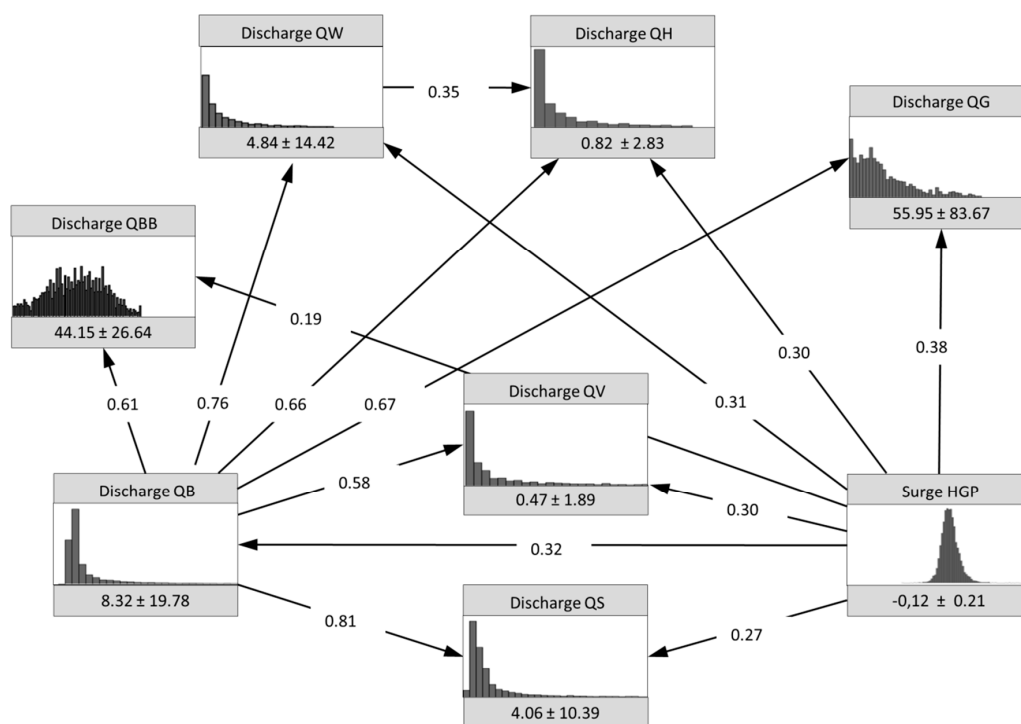 Discharge QW
4.84 ± 14.42
Discharge QH
0.82 ± 2.83
0.35
Discharge QG
55.95 ± 83.67
Discharge QBB
44.15 ± 26.64
0.19
0.30
0.38
0.61
0.76
0.66
0.67
0.31
Discharge QV
0.47 ± 1.89
Discharge QB
8.32 ± 19.78
0.58
0.30
Surge HGP
-0,12 ± 0.21
0.32
Discharge QS
4.06 ± 10.39
0.81
0.27